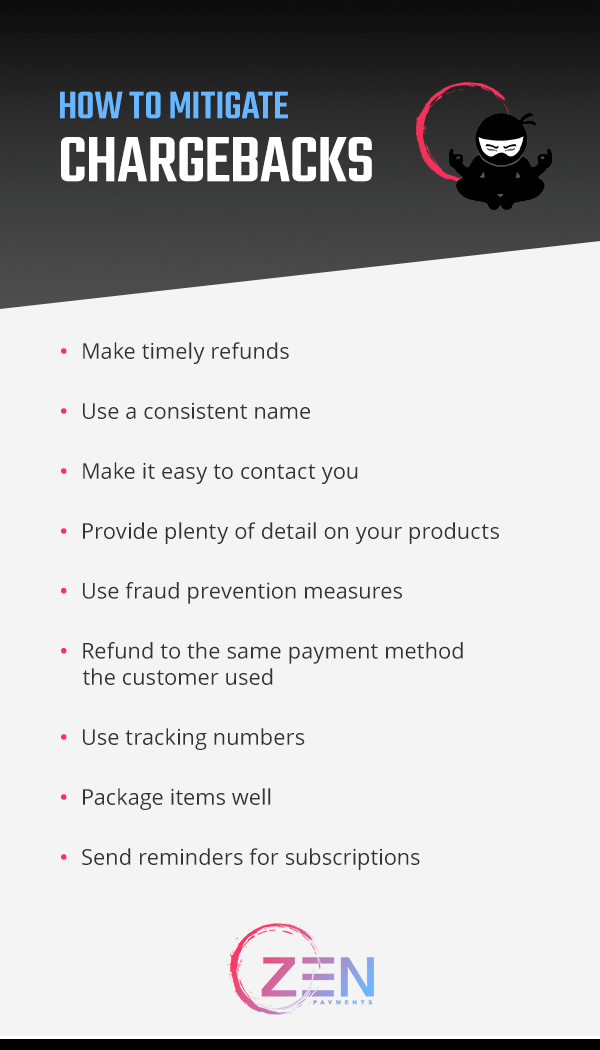 HOW TO MITIGATE
CHARGEBACKS
• Make timely refunds
• Use a consistent name
• Make it easy to contact you
• Provide plenty of detail on your products
• Use fraud prevention measures
• Refund to the same payment method
the customer used
• Use tracking numbers
• Package items well
• Send reminders for subscriptions
ZEN
PAYMENTS